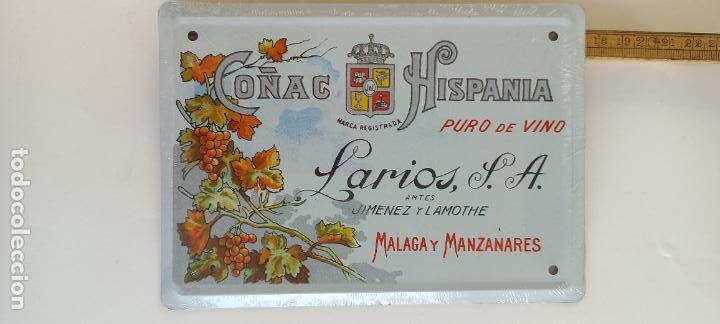 COÑAC HISPANIA
MARCA REGISTRADA
PURO DE VINO
Larios, S.A.
ANTES
JIMENEZ Y LAMOTHE
MALAGA Y MANZANARES
todocoleccion